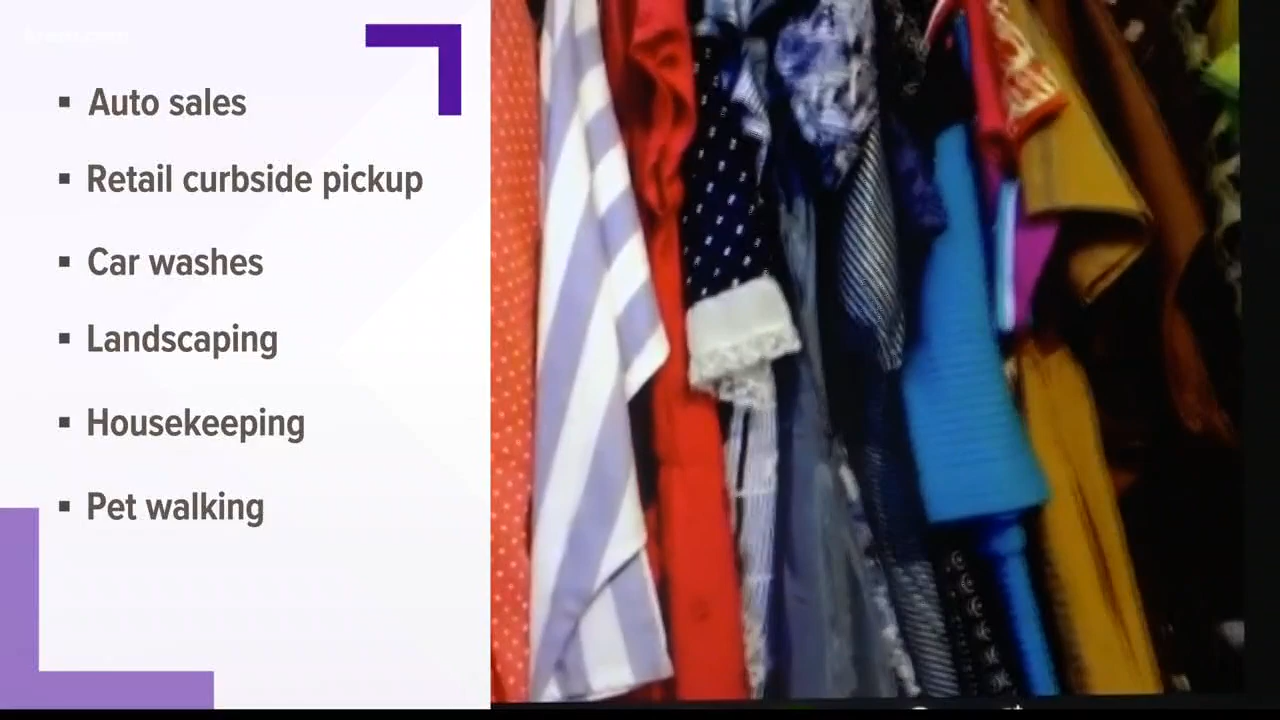 Auto sales
Retail curbside pickup
Car washes
Landscaping
Housekeeping
Pet walking